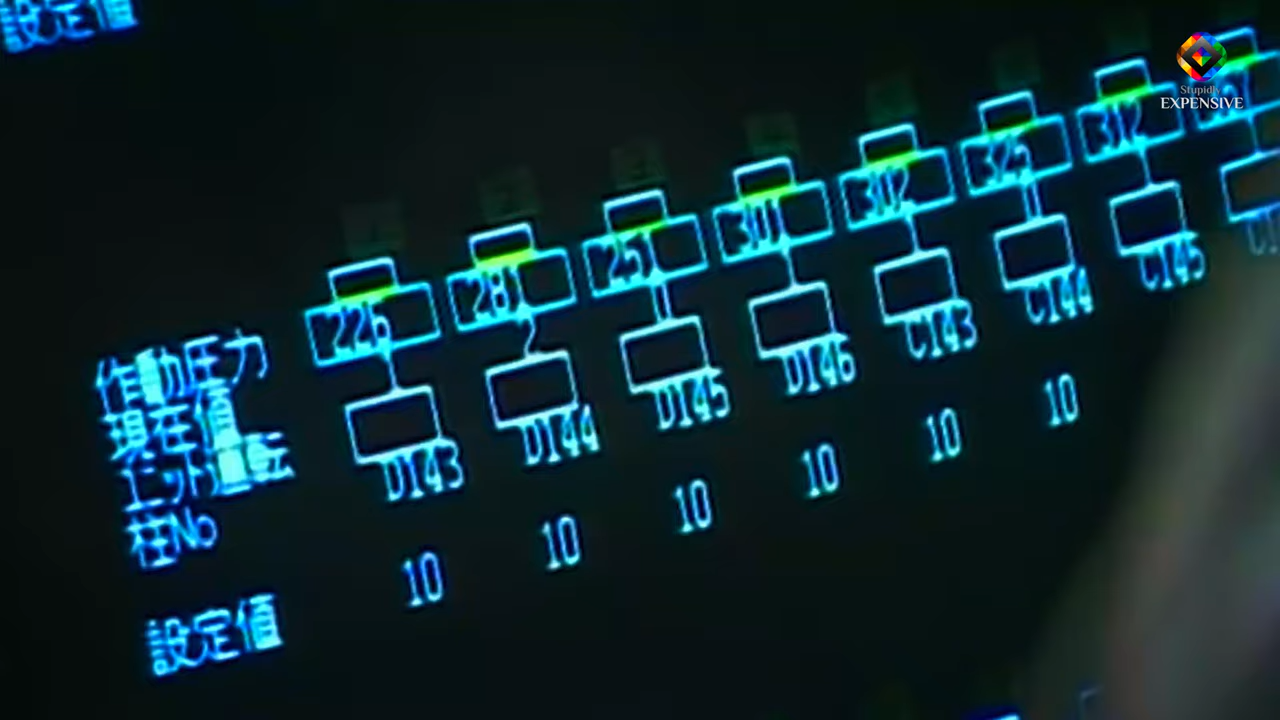 設定値
Stupidly
EXPENSIVE
226 281 251 301 302 325 312
作動圧力
現在値
ユニット運転
D143 D144 D145 D146 C143 C144 C145
柱No
10 10 10 10 10 10
設定値